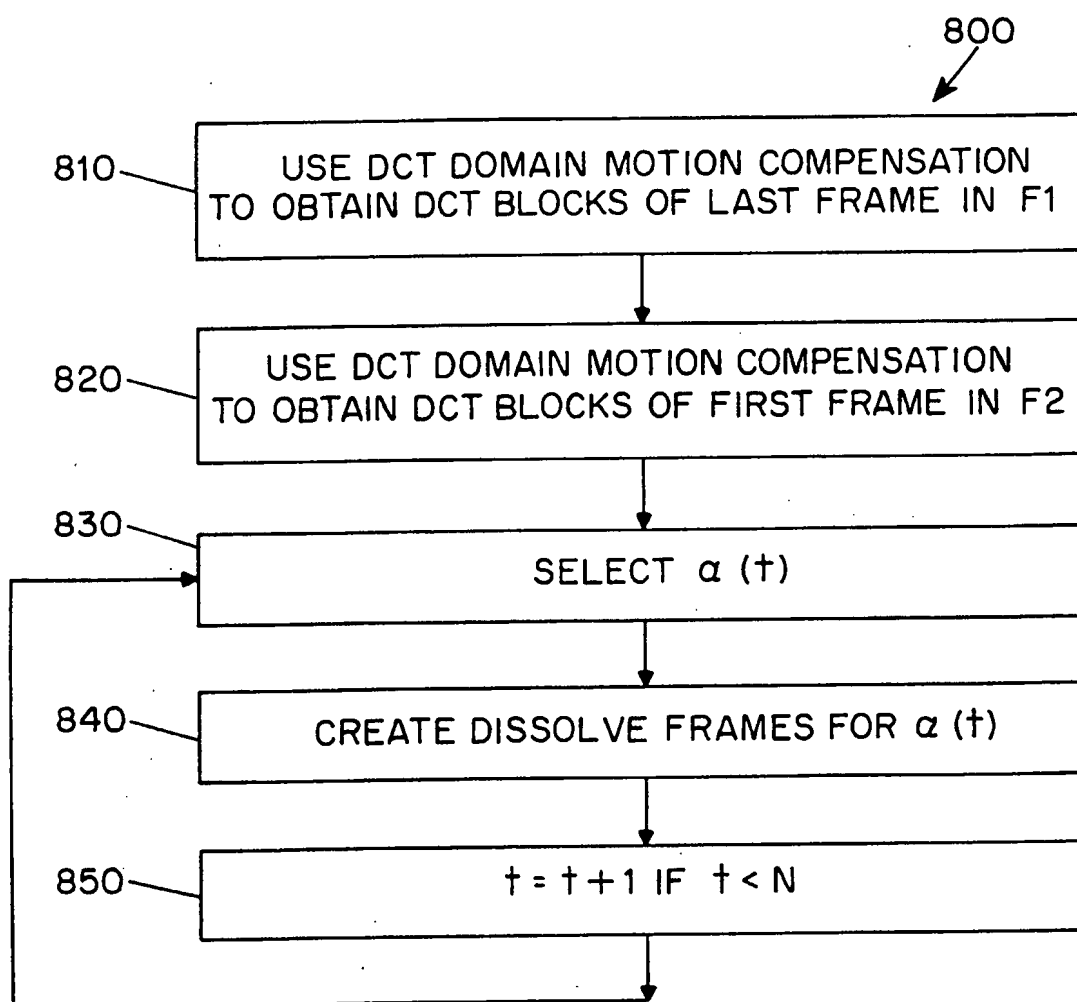 800
810
USE DCT DOMAIN MOTION COMPENSATION
TO OBTAIN DCT BLOCKS OF LAST FRAME IN F1
820
USE DCT DOMAIN MOTION COMPENSATION
TO OBTAIN DCT BLOCKS OF FIRST FRAME IN F2
830
SELECT α (t)
840
CREATE DISSOLVE FRAMES FOR α (t)
850
t = t + 1 IF t < N